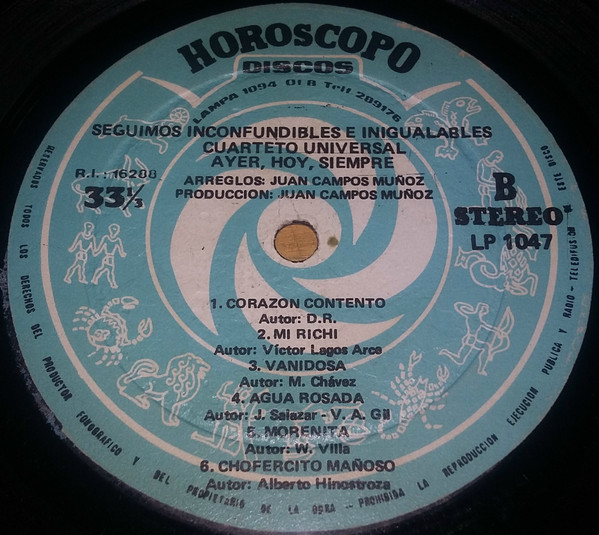 HOROSCOPO
DISCOS
LAMPA 1094 Of B Telf 289176
SEGUIMOS INCONFUNDIBLES E INIGUALABLES
CUARTETO UNIVERSAL
AYER, HOY, SIEMPRE
R.I.: 16288
33⅓
ARREGLOS: JUAN CAMPOS MUÑOZ
PRODUCCION: JUAN CAMPOS MUÑOZ
B
STEREO
LP 1047
1. CORAZON CONTENTO
Autor: D.R.
2. MI RICHI
Autor: Víctor Lagos Arce
3. VANIDOSA
Autor: M. Chávez
4. AGUA ROSADA
Autor: J. Salazar - V. A. Gil
5. MORENITA
Autor: W. Villa
6. CHOFERCITO MAÑOSO
Autor: Alberto Hinostroza
RESERVADOS TODOS LOS DERECHOS DEL PRODUCTOR FONOGRAFICO Y DEL PROPIETARIO DE LA OBRA - PROHIBIDA LA REPRODUCCION EJECUCION PUBLICA Y RADIO - TELEDIFUSION DE ESTE DISCO